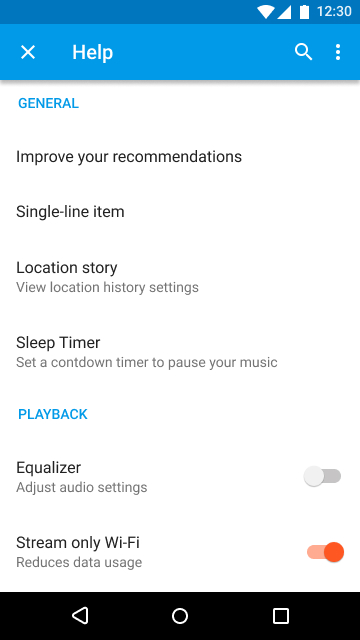 12:30
Help
GENERAL
Improve your recommendations
Single-line item
Location story
View location history settings
Sleep Timer
Set a contdown timer to pause your music
PLAYBACK
Equalizer
Adjust audio settings
Stream only Wi-Fi
Reduces data usage